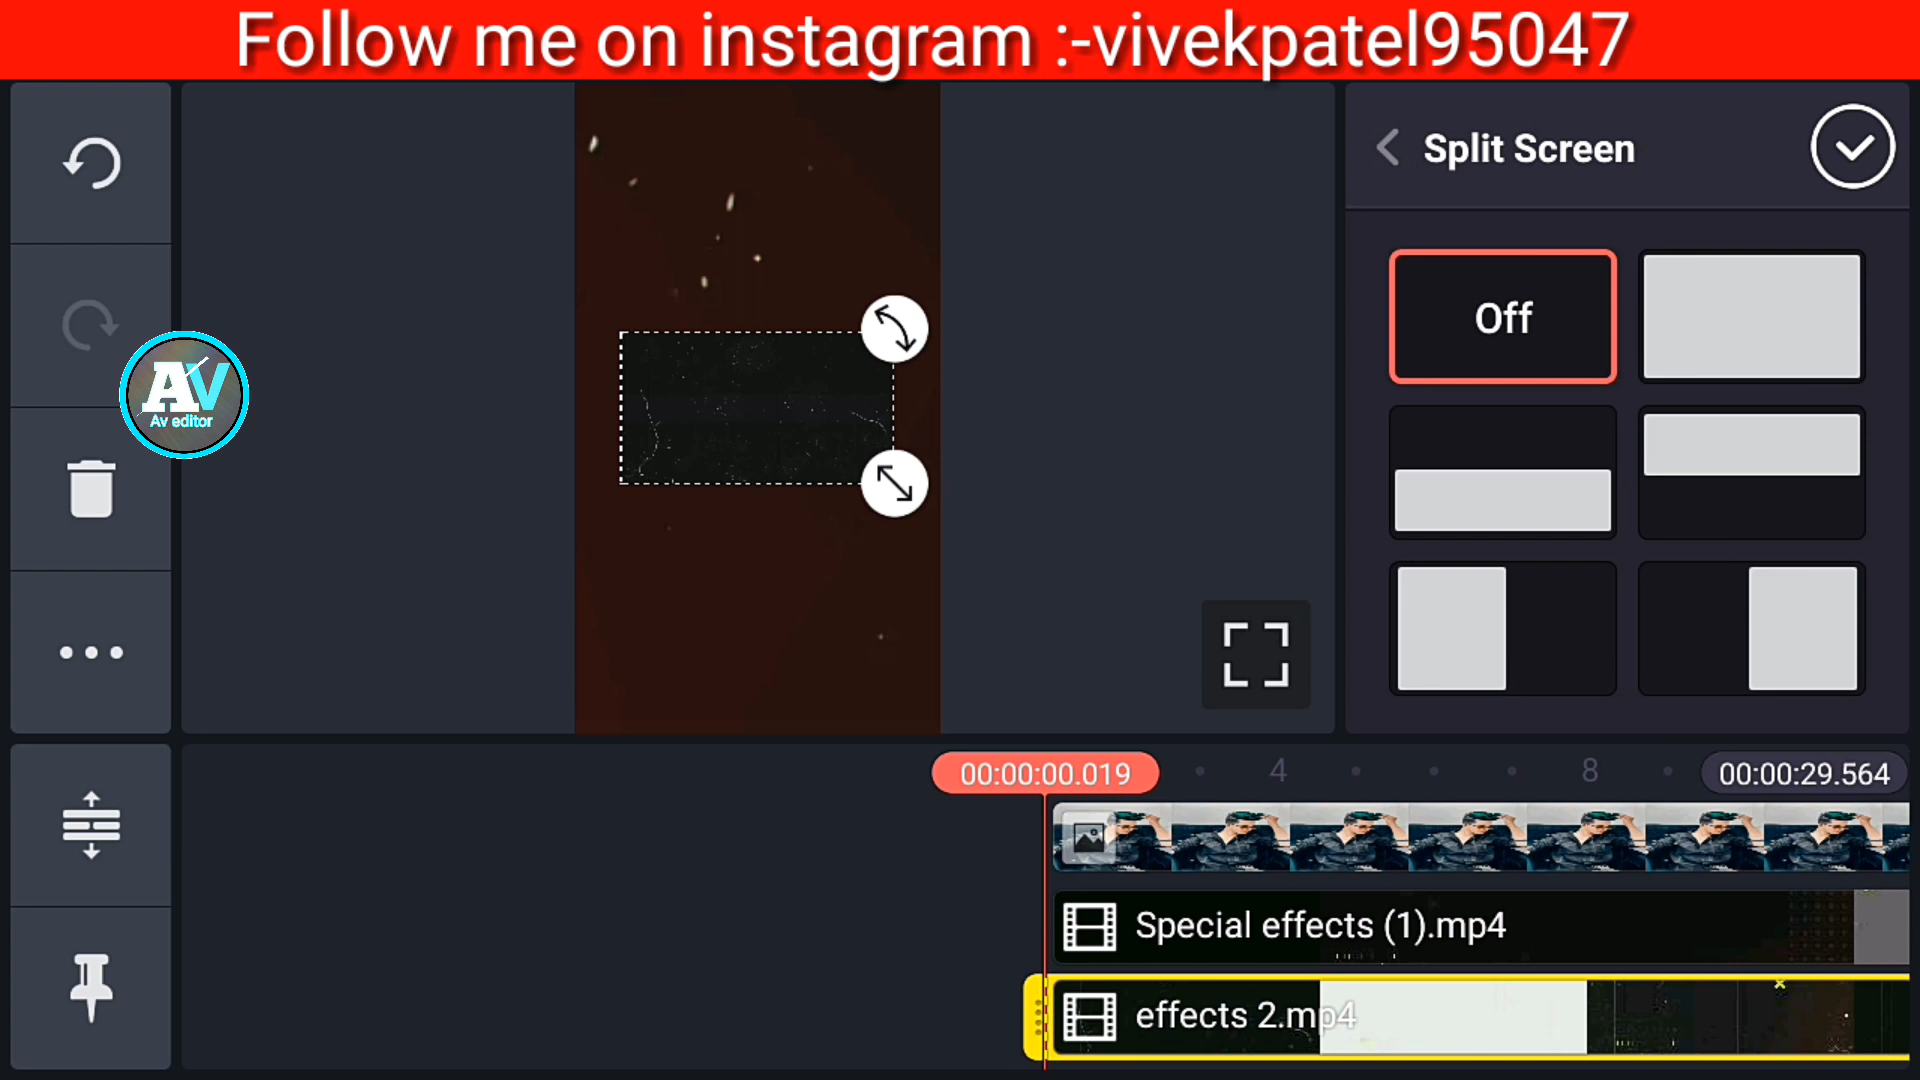 Follow me on instagram :-vivekpatel95047
Split Screen
Off
AV
Av editor
00:00:00.019
4
8
00:00:29.564
Special effects (1).mp4
effects 2.mp4